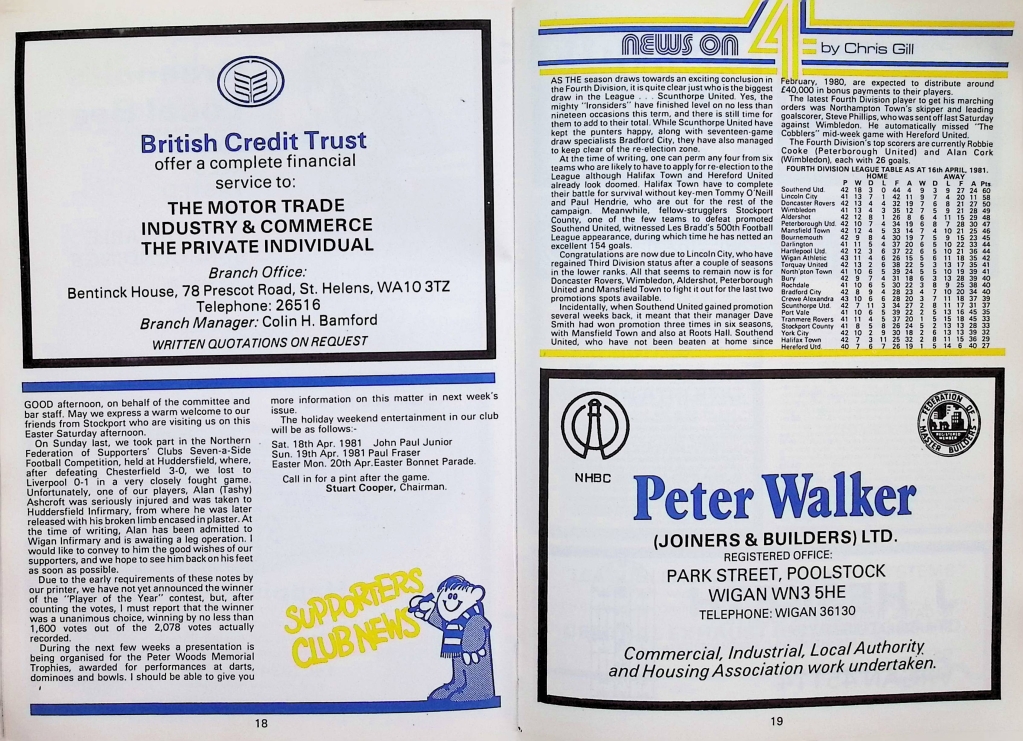 British Credit Trust
offer a complete financial
service to:
THE MOTOR TRADE
INDUSTRY & COMMERCE
THE PRIVATE INDIVIDUAL
Branch Office:
Bentinck House, 78 Prescot Road, St. Helens, WA10 3TZ
Telephone: 26516
Branch Manager: Colin H. Bamford
WRITTEN QUOTATIONS ON REQUEST
GOOD afternoon, on behalf of the committee and
bar staff. May we express a warm welcome to our
friends from Stockport who are visiting us on this
Easter Saturday afternoon.
On Sunday last, we took part in the Northern
Federation of Supporters' Clubs Seven-a-Side
Football Competition, held at Huddersfield, where,
after defeating Chesterfield 3-0, we lost to
Liverpool 0-1 in a very closely fought game.
Unfortunately, one of our players, Alan (Tashy)
Ashcroft was seriously injured and was taken to
Huddersfield Infirmary, from where he was later
released with his broken limb encased in plaster. At
the time of writing, Alan has been admitted to
Wigan Infirmary and is awaiting a leg operation. I
would like to convey to him the good wishes of our
supporters, and we hope to see him back on his feet
as soon as possible.
Due to the early requirements of these notes by
our printer, we have not yet announced the winner
of the "Player of the Year" contest, but, after
counting the votes, I must report that the winner
was a unanimous choice, winning by no less than
1,600 votes out of the 2,078 votes actually
recorded.
During the next few weeks a presentation is
being organised for the Peter Woods Memorial
Trophies, awarded for performances at darts,
dominoes and bowls. I should be able to give you
more information on this matter in next week's
issue.
The holiday weekend entertainment in our club
will be as follows:-
Sat. 18th Apr. 1981 John Paul Junior
Sun. 19th Apr. 1981 Paul Fraser
Easter Mon. 20th Apr. Easter Bonnet Parade.
Call in for a pint after the game.
Stuart Cooper, Chairman.
SUPPORTERS
CLUB NEWS
18
NEWS ON 4 by Chris Gill
AS THE season draws towards an exciting conclusion in
the Fourth Division, it is quite clear just who is the biggest
draw in the League . . . Scunthorpe United. Yes, the
mighty "Ironsides" have finished level on no less than
nineteen occasions this term, and there is still time for
them to add to their total. While Scunthorpe United have
kept the punters happy, along with seventeen-game
draw specialists Bradford City, they have also managed
to keep clear of the re-election zone.
At the time of writing, one can perm any four from six
teams who are likely to have to apply for re-election to the
League although Halifax Town and Hereford United
already look doomed. Halifax Town have to complete
their battle for survival without key-men Tommy O'Neill
and Paul Hendrie, who are out for the rest of the
campaign. Meanwhile, fellow-strugglers Stockport
County, one of the few teams to defeat promoted
Southend United, witnessed Les Bradd's 500th Football
League appearance, during which time he has netted an
excellent 154 goals.
Congratulations are now due to Lincoln City, who have
regained Third Division status after a couple of seasons
in the lower ranks. All that seems to remain now is for
Doncaster Rovers, Wimbledon, Aldershot, Peterborough
United and Mansfield Town to fight it out for the last two
promotions spots available.
Incidentally, when Southend United gained promotion
several weeks back, it meant that their manager Dave
Smith had won promotion three times in six seasons,
with Mansfield Town and also at Roots Hall. Southend
United, who have not been beaten at home since
February, 1980, are expected to distribute around
£40,000 in bonus payments to their players.
The latest Fourth Division player to get his marching
orders was Northampton Town's skipper and leading
goalscorer, Steve Phillips, who was sent off last Saturday
against Wimbledon. He automatically missed "The
Cobblers" mid-week game with Hereford United.
The Fourth Division's top scorers are currently Robbie
Cooke (Peterborough United) and Alan Cork
(Wimbledon), each with 26 goals.
FOURTH DIVISION LEAGUE TABLE AS AT 16th APRIL, 1981.
HOME AWAY
P W D L F A W D L F A Pts
Southend Utd. 42 18 3 0 44 4 9 3 9 27 24 60
Lincoln City
Doncaster Rovers
Wimbledon
Aldershot
Peterborough Utd
Mansfield Town
Bournemouth
Darlington
Hartlepool Utd.
Wigan Athletic
Torquay United
North'pton Town
Bury
Rochdale
Bradford City
Crewe Alexandra
Scunthorpe Utd.
Port Vale
Tranmere Rovers
Stockport County
York City
Halifax Town
Hereford Utd
NHBC
FEDERATION OF
MASTER BUILDERS
REGISTERED
MEMBER
Peter Walker
(JOINERS & BUILDERS) LTD.
REGISTERED OFFICE:
PARK STREET, POOLSTOCK
WIGAN WN3 5HE
TELEPHONE: WIGAN 36130
Commercial, Industrial, Local Authority
and Housing Association work undertaken.
19